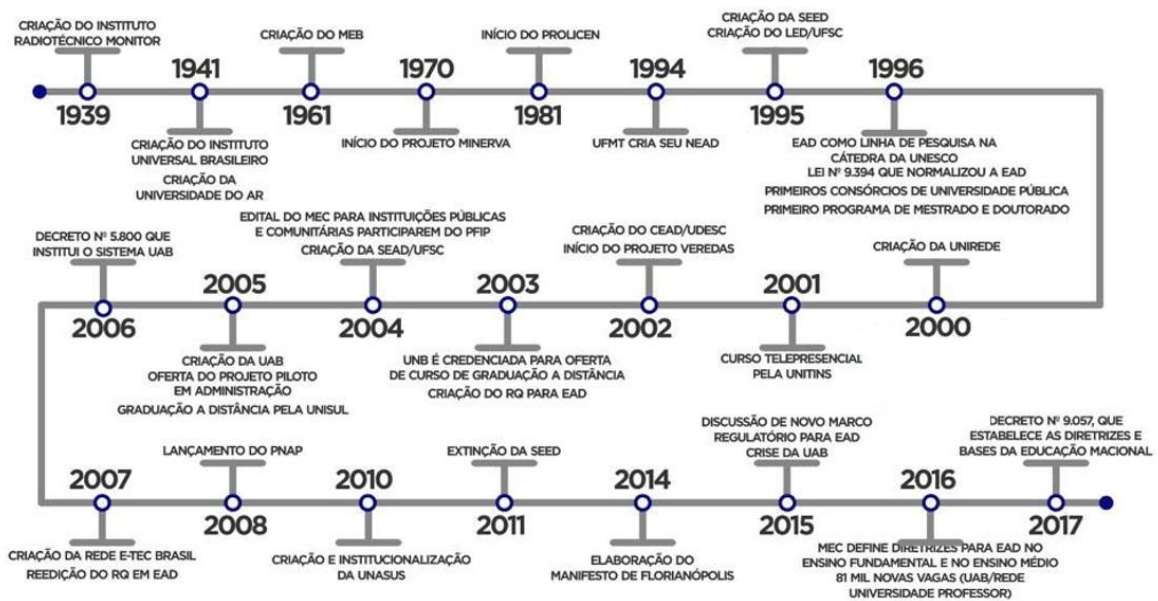 CRIAÇÃO DO INSTITUTO
RADIOTÉCNICO MONITOR
1939
1941
CRIAÇÃO DO INSTITUTO
UNIVERSAL BRASILEIRO
CRIAÇÃO DA
UNIVERSIDADE DO AR
CRIAÇÃO DO MEB
1961
1970
INÍCIO DO PROJETO MINERVA
INÍCIO DO PROLICEN
1981
1994
UFMT CRIA SEU NEAD
CRIAÇÃO DA SEED
CRIAÇÃO DO LED/UFSC
1995
1996
EAD COMO LINHA DE PESQUISA NA
CÁTEDRA DA UNESCO
LEI Nº 9.394 QUE NORMALIZOU A EAD
PRIMEIROS CONSÓRCIOS DE UNIVERSIDADE PÚBLICA
PRIMEIRO PROGRAMA DE MESTRADO E DOUTORADO
CRIAÇÃO DA UNIREDE
2000
2001
CURSO TELEPRESENCIAL
PELA UNITINS
CRIAÇÃO DO CEAD/UDESC
INÍCIO DO PROJETO VEREDAS
2002
2003
UNB É CREDENCIADA PARA OFERTA
DE CURSO DE GRADUAÇÃO A DISTÂNCIA
CRIAÇÃO DO RQ PARA EAD
EDITAL DO MEC PARA INSTITUIÇÕES PÚBLICAS
E COMUNITÁRIAS PARTICIPAREM DO PFIP
CRIAÇÃO DA SEAD/UFSC
2004
2005
CRIAÇÃO DA UAB
OFERTA DO PROJETO PILOTO
EM ADMINISTRAÇÃO
GRADUAÇÃO A DISTÂNCIA PELA UNISUL
DECRETO Nº 5.800 QUE
INSTITUI O SISTEMA UAB
2006
2007
CRIAÇÃO DA REDE E-TEC BRASIL
REEDIÇÃO DO RQ EM EAD
LANÇAMENTO DO PNAP
2008
2010
CRIAÇÃO E INSTITUCIONALIZAÇÃO
DA UNASUS
EXTINÇÃO DA SEED
2011
2014
ELABORAÇÃO DO
MANIFESTO DE FLORIANÓPOLIS
DISCUSSÃO DE NOVO MARCO
REGULATÓRIO PARA EAD
CRISE DA UAB
2015
2016
MEC DEFINE DIRETRIZES PARA EAD NO
ENSINO FUNDAMENTAL E NO ENSINO MÉDIO
81 MIL NOVAS VAGAS (UAB/REDE
UNIVERSIDADE PROFESSOR)
DECRETO Nº 9.057, QUE
ESTABELECE AS DIRETRIZES E
BASES DA EDUCAÇÃO MACIONAL
2017